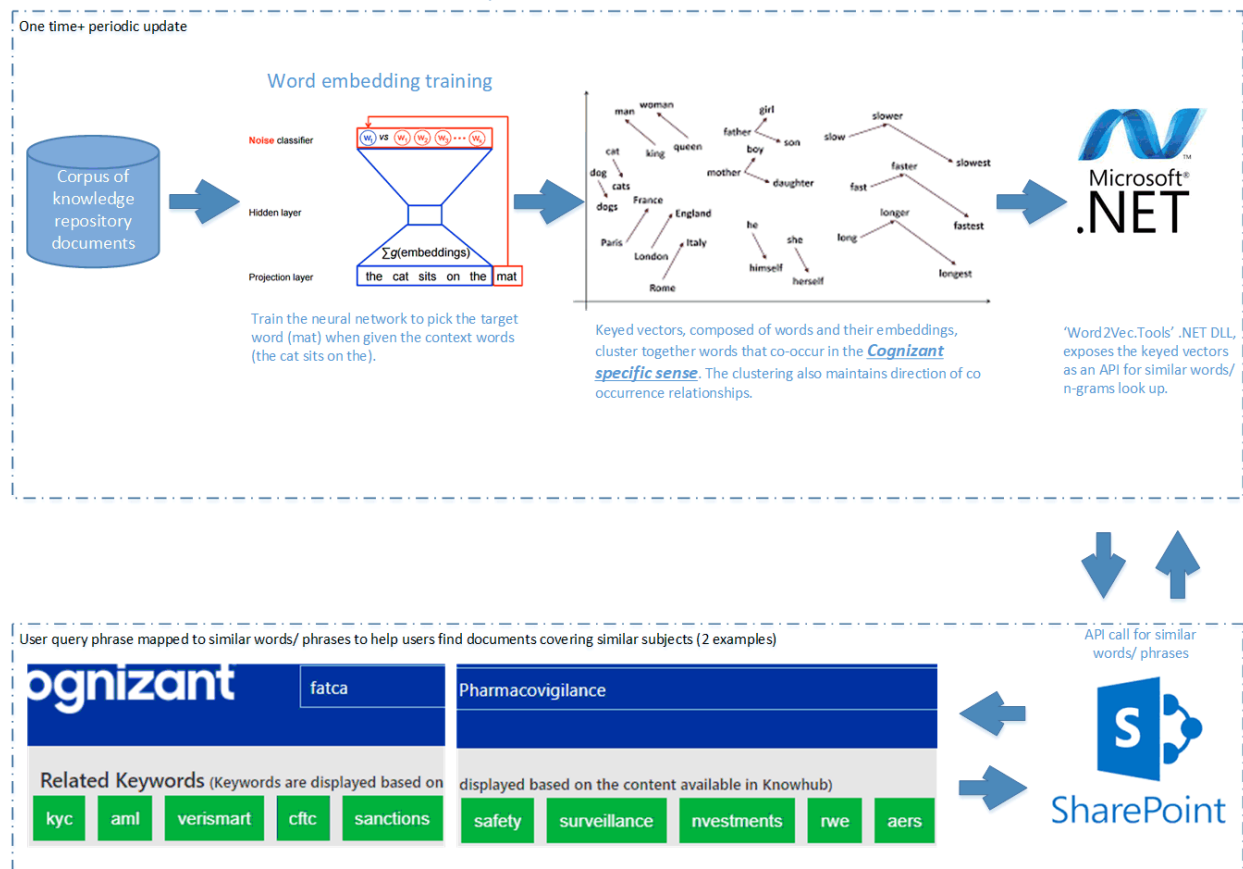 One time+ periodic update
Word embedding training
Noise classifier
Wt vs W1 W2 W3 ••• Wk
Hidden layer
∑g(embeddings)
Projection layer
the cat sits on the mat
Train the neural network to pick the target
word (mat) when given the context words
(the cat sits on the).
Corpus of
knowledge
repository
documents
man
woman
king
queen
cat
dog
cats
dogs
France
England
Paris
Italy
London
Rome
girl
father
son
boy
mother
daughter
he
she
himself
herself
slower
slow
slowest
faster
fast
fastest
longer
long
longest
Keyed vectors, composed of words and their embeddings,
cluster together words that co-occur in the Cognizant
specific sense. The clustering also maintains direction of co
occurrence relationships.
TM
Microsoft®
.NET
‘Word2Vec.Tools’ .NET DLL,
exposes the keyed vectors
as an API for similar words/
n-grams look up.
User query phrase mapped to similar words/ phrases to help users find documents covering similar subjects (2 examples)
ognizant
fatca
Related Keywords (Keywords are displayed based on
kyc aml verismart cftc sanctions
Pharmacovigilance
displayed based on the content available in Knowhub)
safety surveillance nvestments rwe aers
API call for similar
words/ phrases
S
SharePoint